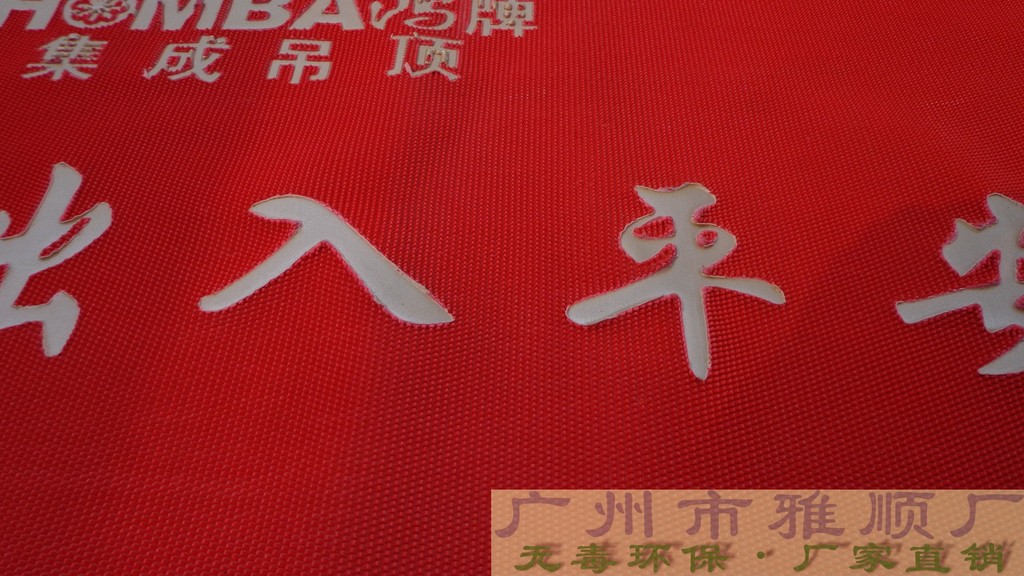 HOMBA鸿牌
集成吊顶
出入平安
广州市雅顺厂
无毒环保·厂家直销